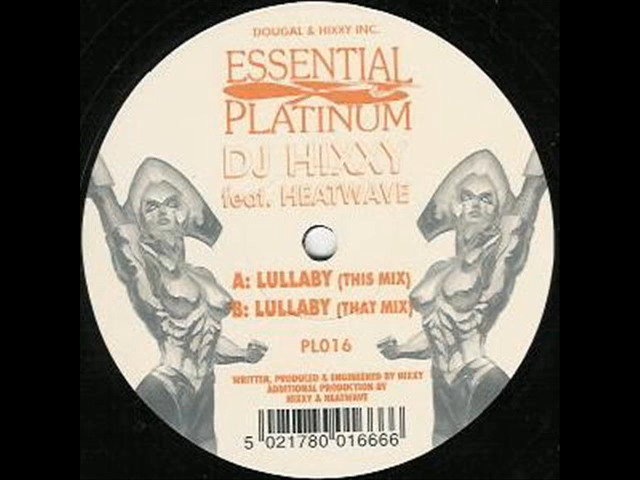 DOUGAL & HIXXY INC.
ESSENTIAL
PLATINUM
DJ HIXXY
feat. HEATWAVE
A: LULLABY (THIS MIX)
B: LULLABY (THAT MIX)
PL016
WRITTEN, PRODUCED & ENGINEERED BY HIXXY
ADDITIONAL PRODUCTION BY
HIXXY & HEATWAVE
5 021780 016666